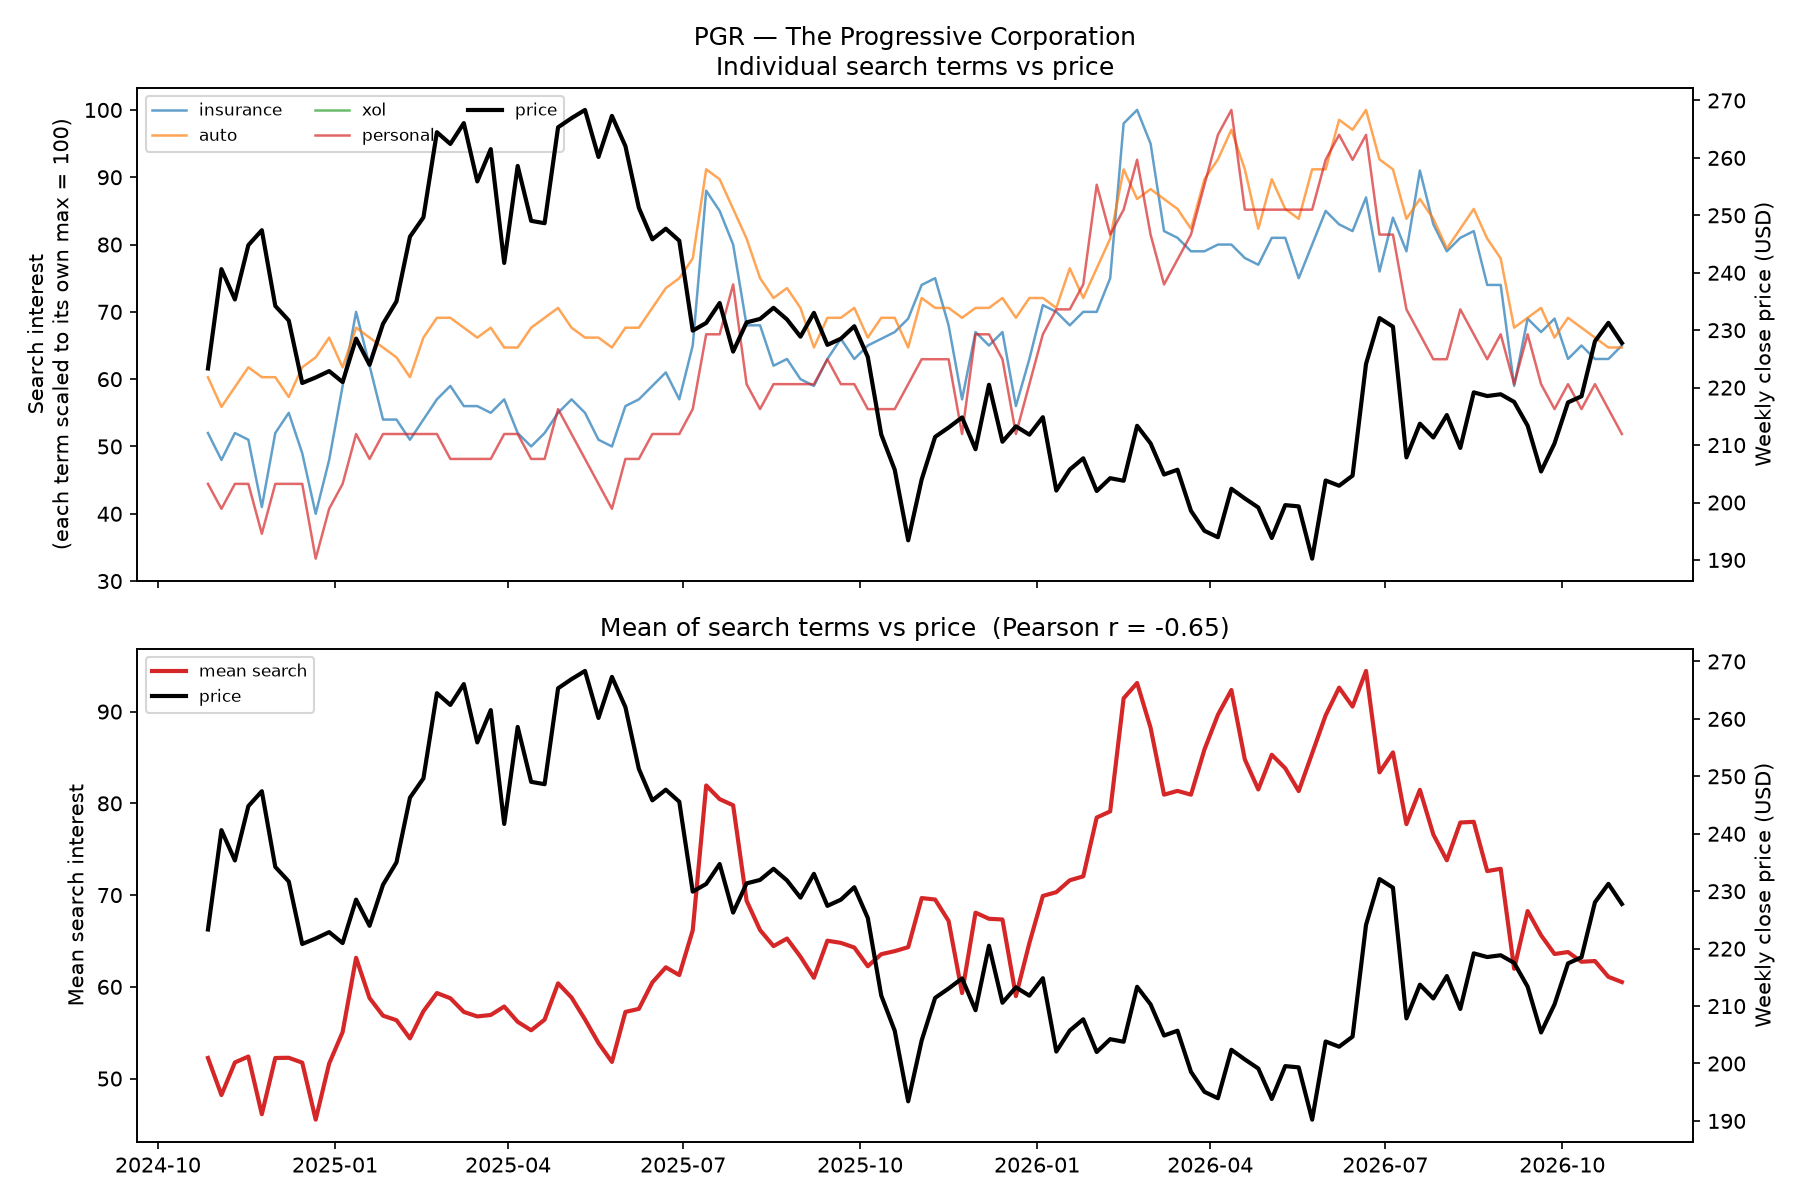 PGR — The Progressive Corporation
Individual search terms vs price
insurance
auto
xol
personal
price
Search interest
(each term scaled to its own max = 100)
100
90
80
70
60
50
40
30
270
260
250
240
230
220
210
200
190
Weekly close price (USD)
Mean of search terms vs price (Pearson r = -0.65)
mean search
price
Mean search interest
90
80
70
60
50
270
260
250
240
230
220
210
200
190
Weekly close price (USD)
2024-10
2025-01
2025-04
2025-07
2025-10
2026-01
2026-04
2026-07
2026-10